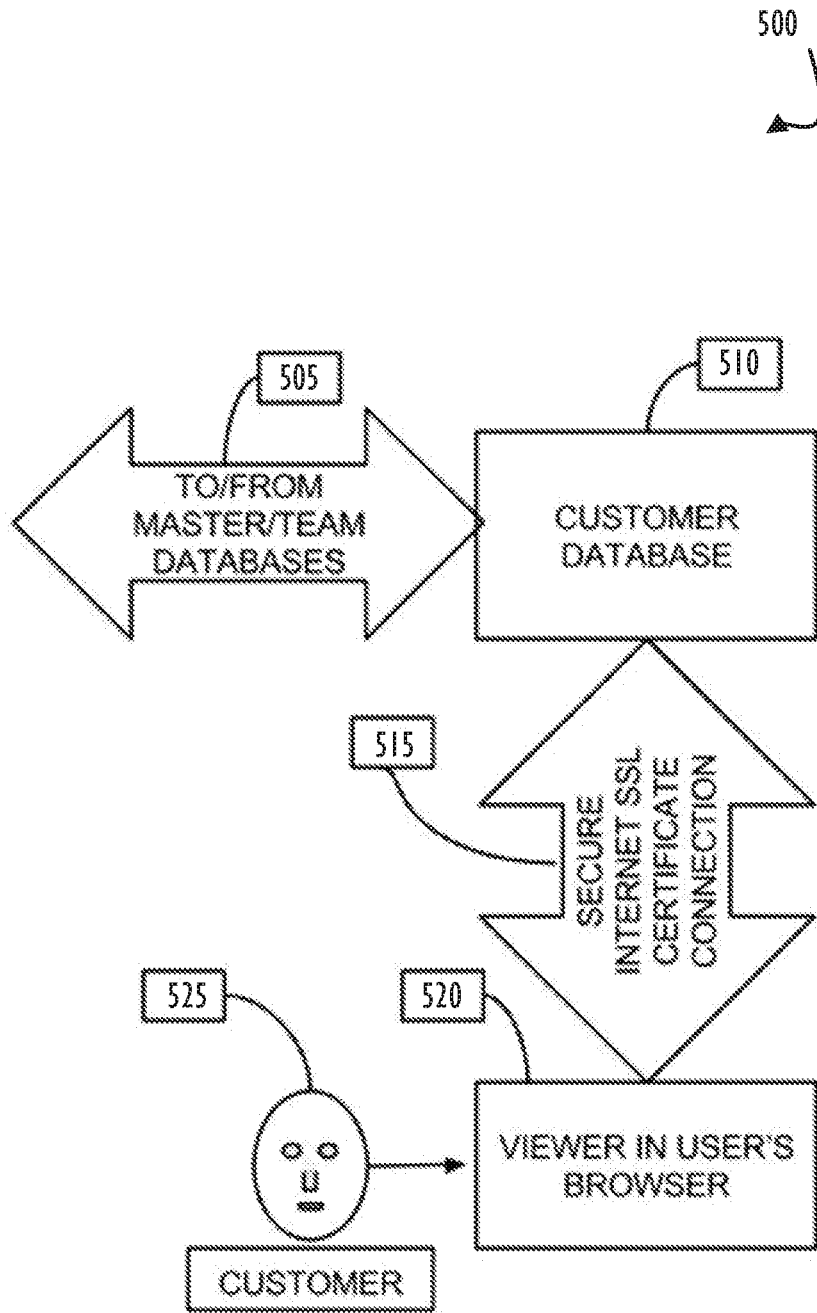 500
505
510
TO/FROM
MASTER/TEAM
DATABASES
CUSTOMER
DATABASE
515
SECURE
INTERNET SSL
CERTIFICATE
CONNECTION
525
520
VIEWER IN USER'S
BROWSER
CUSTOMER